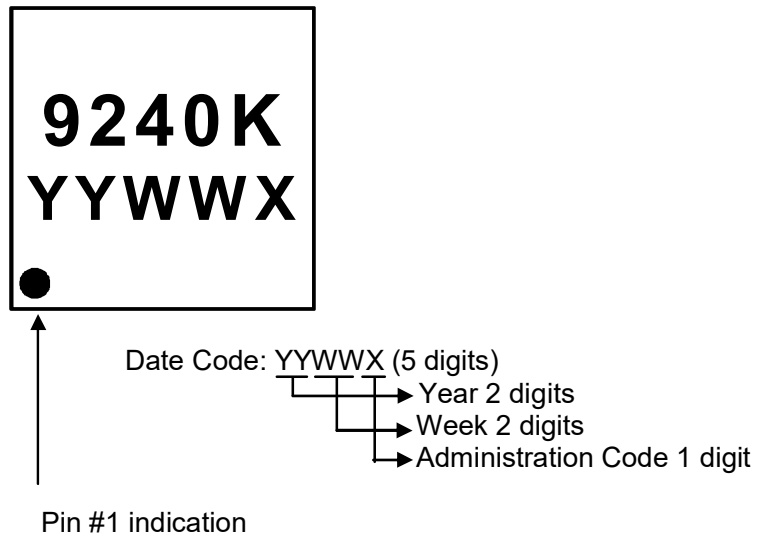 9240K
YYWWX
Date Code: YYWWX (5 digits)
Year 2 digits
Week 2 digits
Administration Code 1 digit
Pin #1 indication